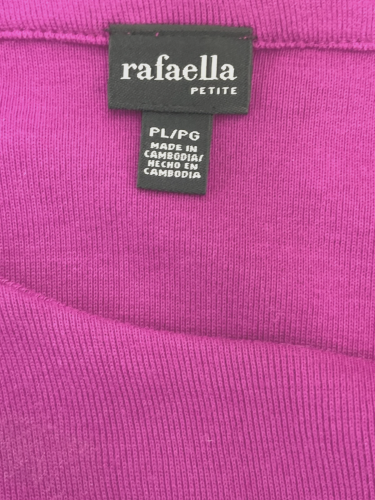 rafaella
PETITE
PL/PG
MADE IN
CAMBODIA/
HECHO EN
CAMBODIA